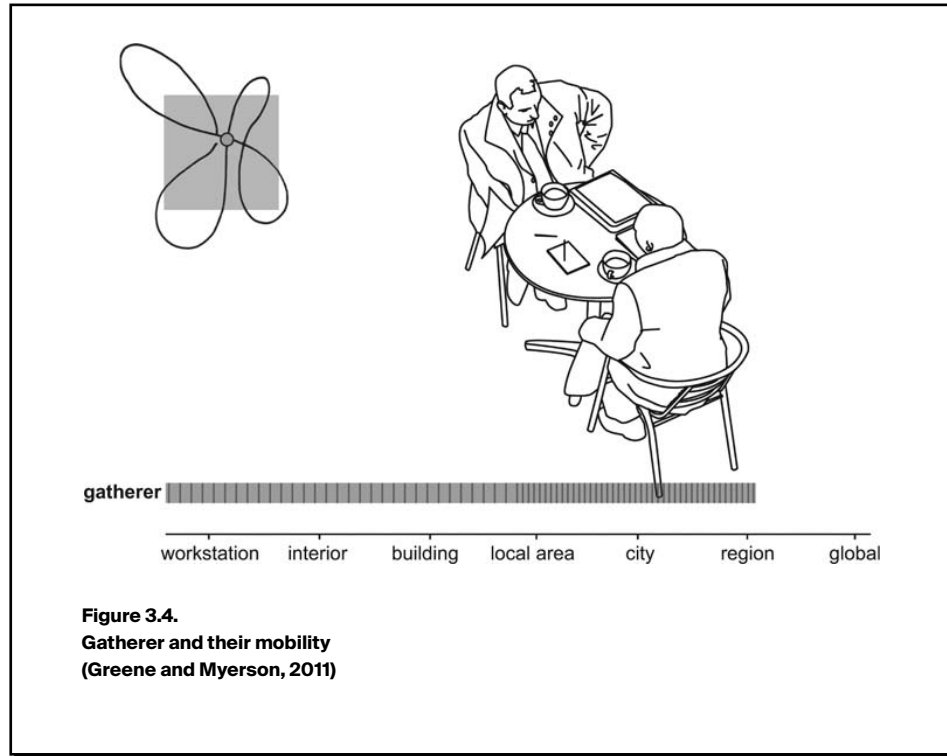 gatherer
workstation interior building local area city region global
Figure 3.4.
Gatherer and their mobility
(Greene and Myerson, 2011)